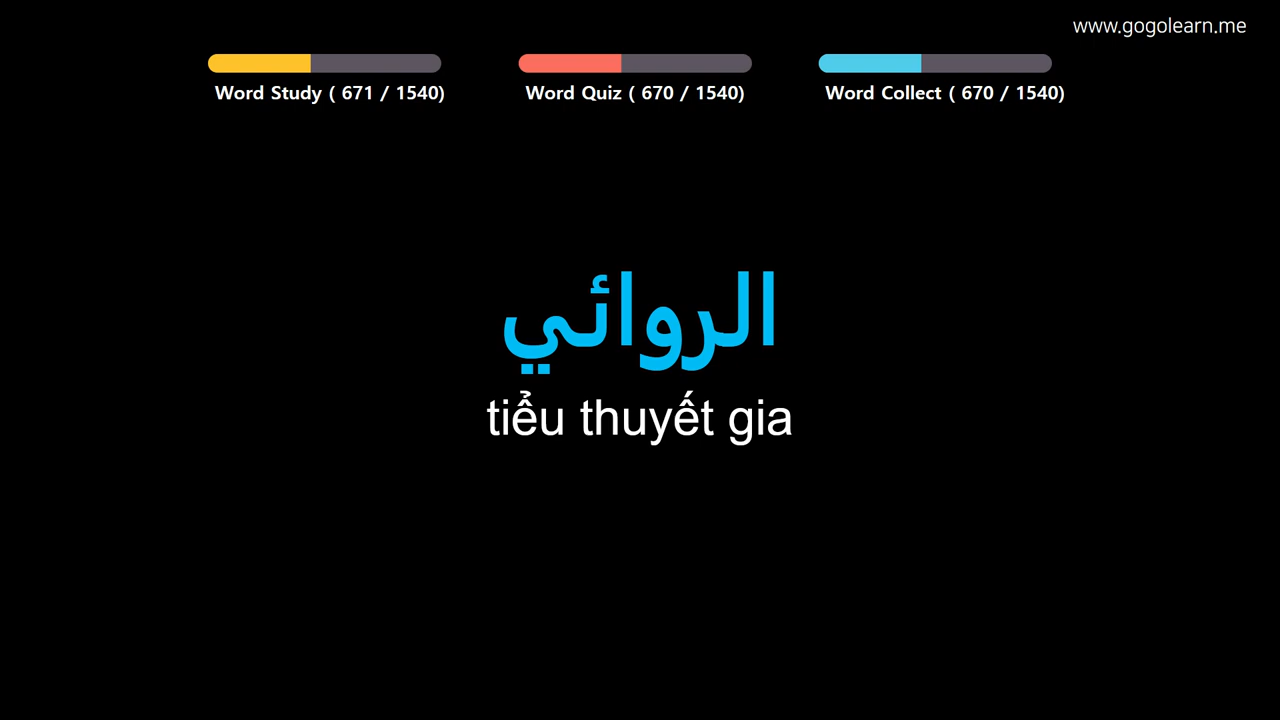 www.gogolearn.me
Word Study ( 671 / 1540)
Word Quiz ( 670 / 1540)
Word Collect ( 670 / 1540)
الروائي
tiểu thuyết gia